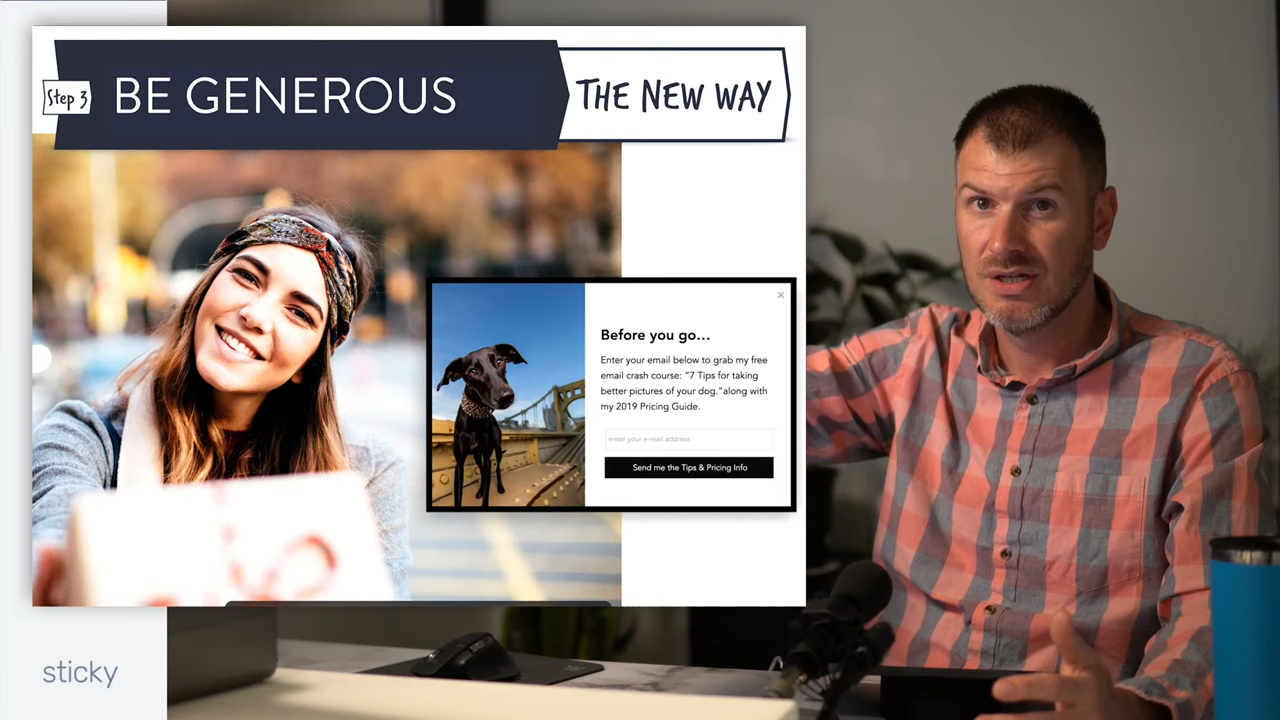 Step 3
BE GENEROUS
THE NEW WAY
Before you go...
Enter your email below to grab my free
email crash course: "7 Tips for taking
better pictures of your dog."along with
my 2019 Pricing Guide.
enter your e-mail address
Send me the Tips & Pricing Info
sticky